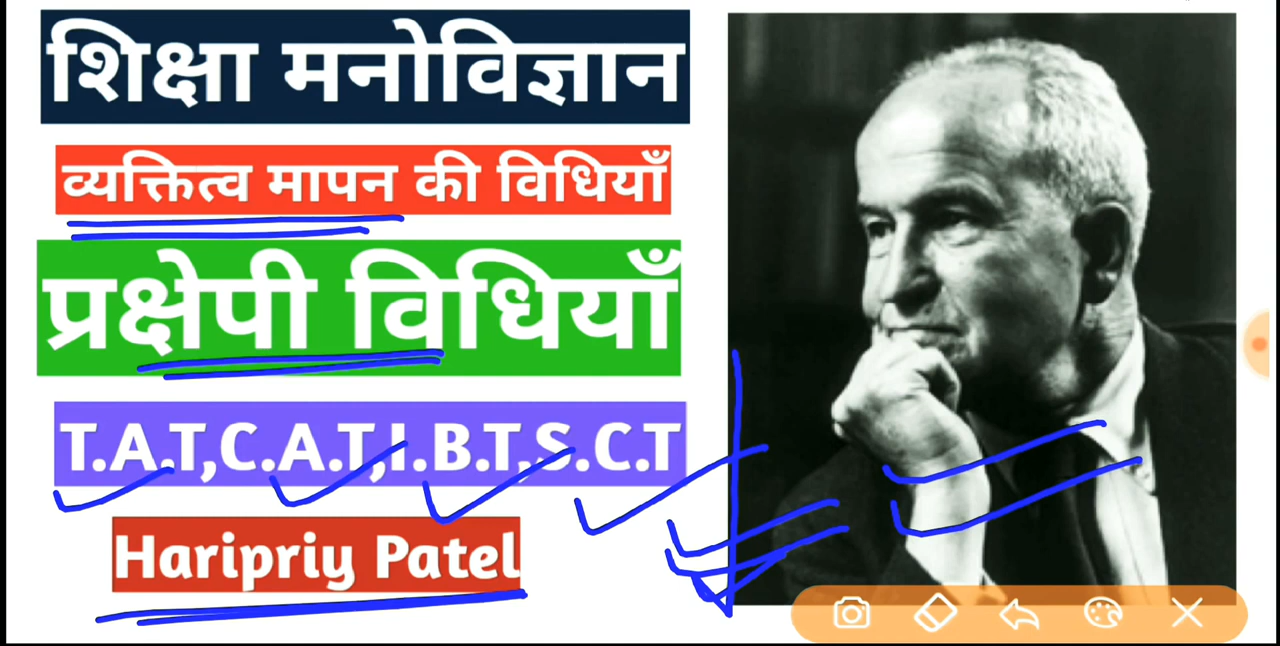 शिक्षा मनोविज्ञान
व्यक्तित्व मापन की विधियाँ
प्रक्षेपी विधियाँ
T.A.T,C.A.T,I.B.T,S.C.T
Haripriy Patel